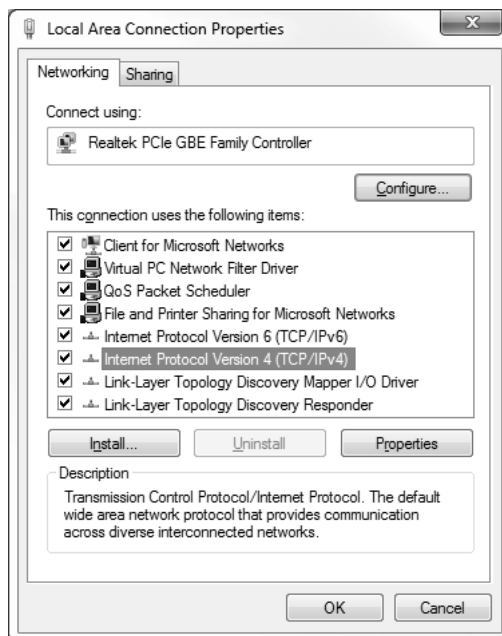 Local Area Connection Properties
Networking
Sharing
Connect using:
Realtek PCIe GBE Family Controller
Configure...
This connection uses the following items:
Client for Microsoft Networks
Virtual PC Network Filter Driver
QoS Packet Scheduler
File and Printer Sharing for Microsoft Networks
Internet Protocol Version 6 (TCP/IPv6)
Internet Protocol Version 4 (TCP/IPv4)
Link-Layer Topology Discovery Mapper I/O Driver
Link-Layer Topology Discovery Responder
Install...
Uninstall
Properties
Description
Transmission Control Protocol/Internet Protocol. The default
wide area network protocol that provides communication
across diverse interconnected networks.
OK
Cancel